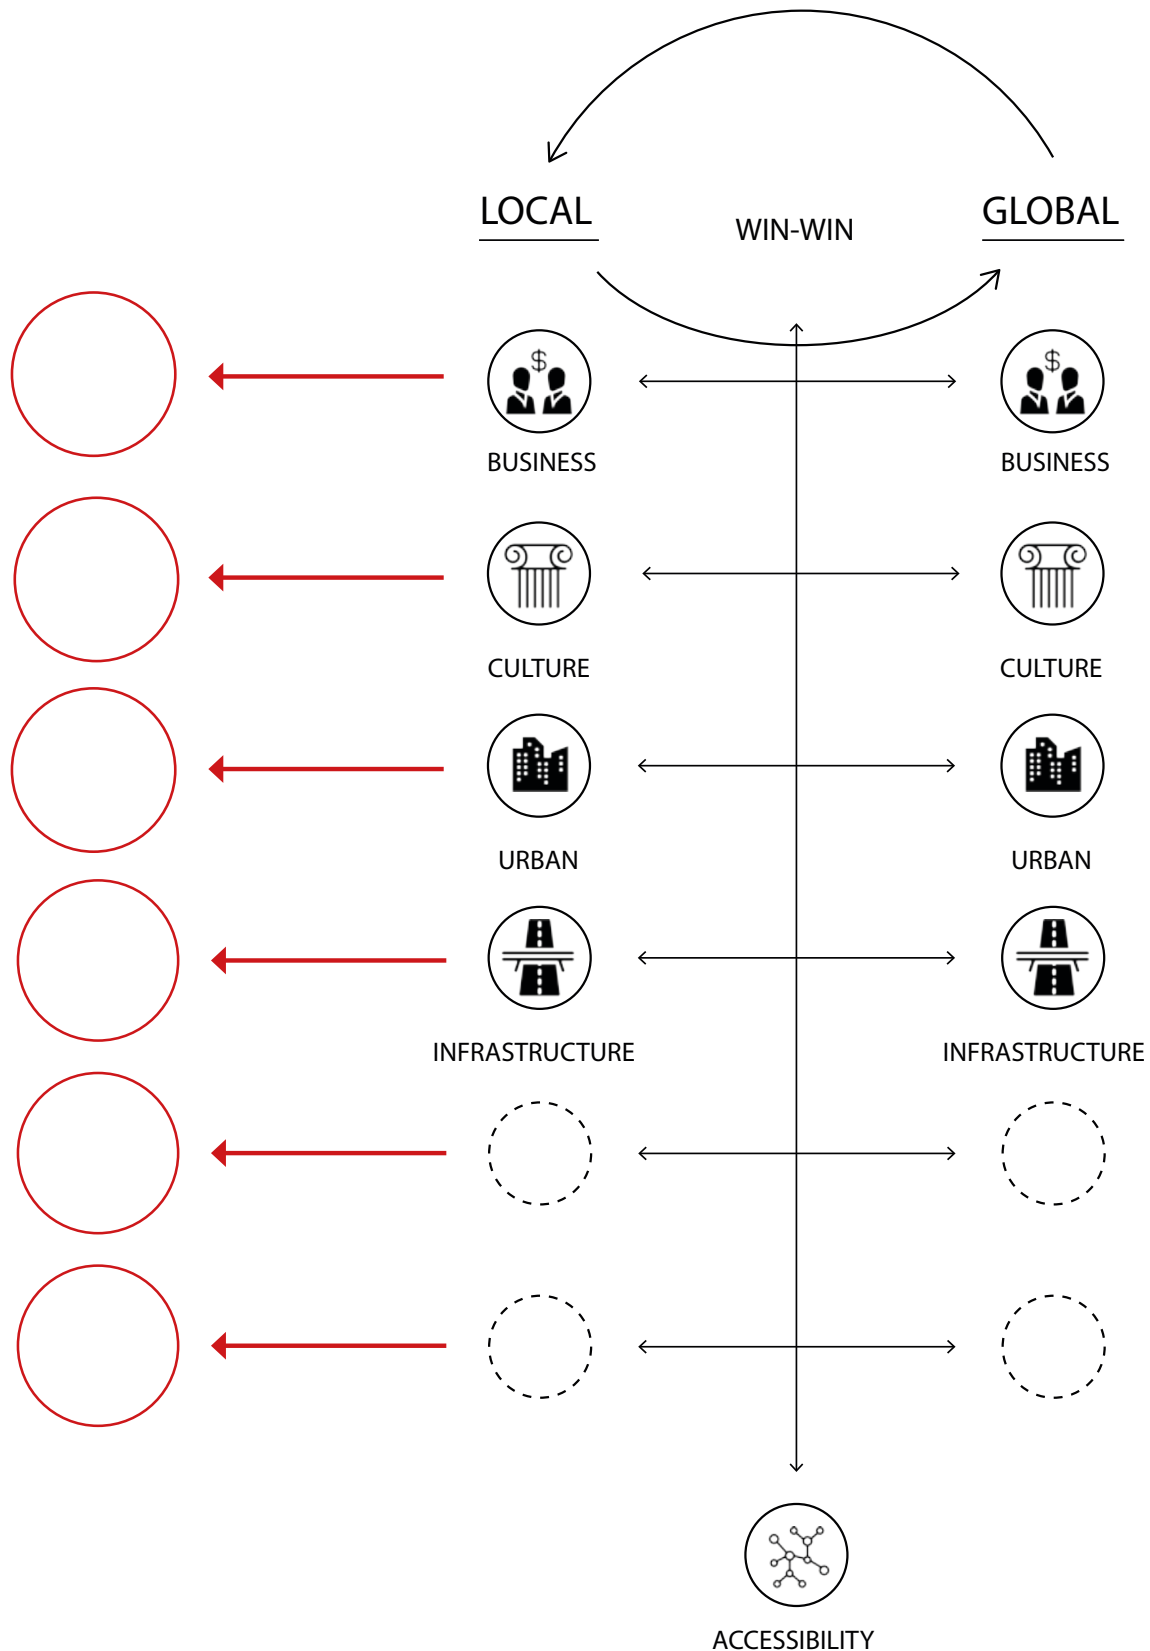 LOCAL
WIN-WIN
GLOBAL
$
$
BUSINESS
BUSINESS
CULTURE
CULTURE
URBAN
URBAN
INFRASTRUCTURE
INFRASTRUCTURE
ACCESSIBILITY